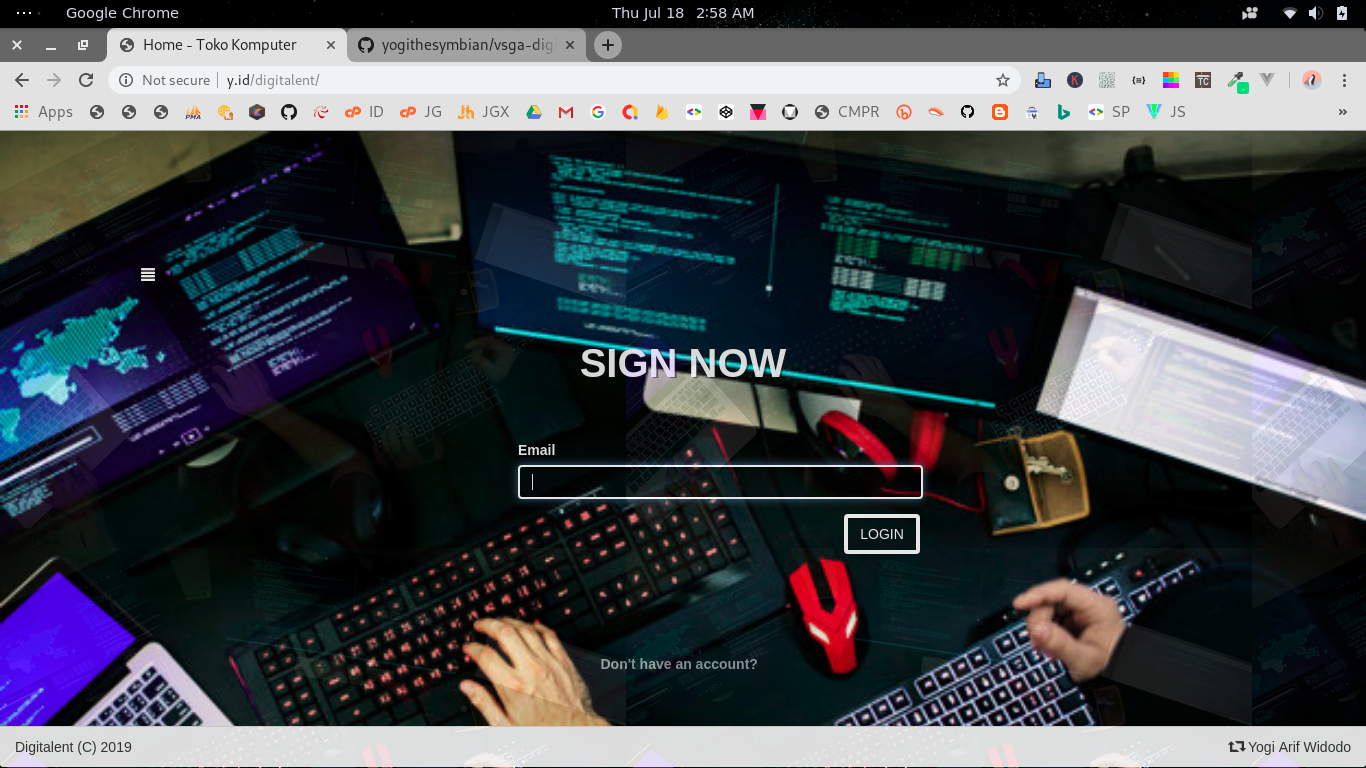 Google Chrome
Thu Jul 18 2:58 AM
Home - Toko Komputer
yogithesymbian/vsga-dig
Not secure
y.id/digitalent/
TC
Apps
PMA
ID
JG
JGX
CMPR
SP
JS
»
SIGN NOW
Email
LOGIN
Don't have an account?
Digitalent (C) 2019
Yogi Arif Widodo